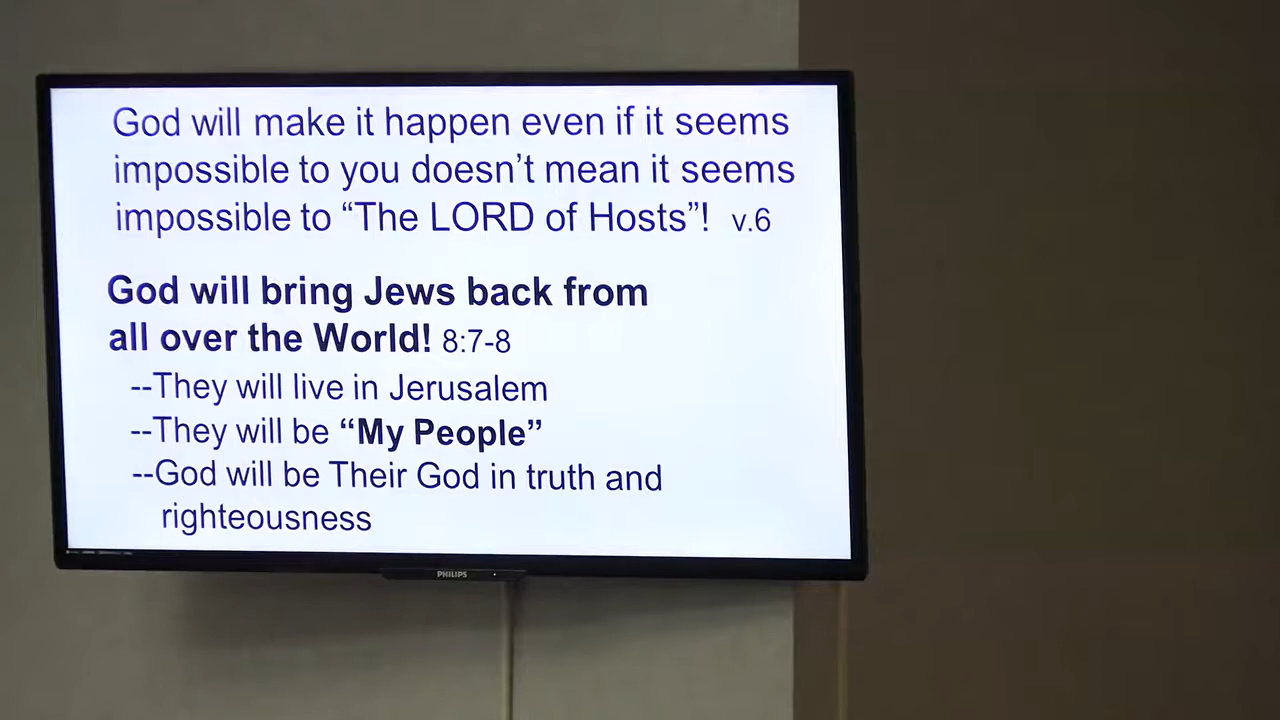 God will make it happen even if it seems
impossible to you doesn’t mean it seems
impossible to “The LORD of Hosts”! v.6
God will bring Jews back from
all over the World! 8:7-8
--They will live in Jerusalem
--They will be “My People”
--God will be Their God in truth and
righteousness
PHILIPS